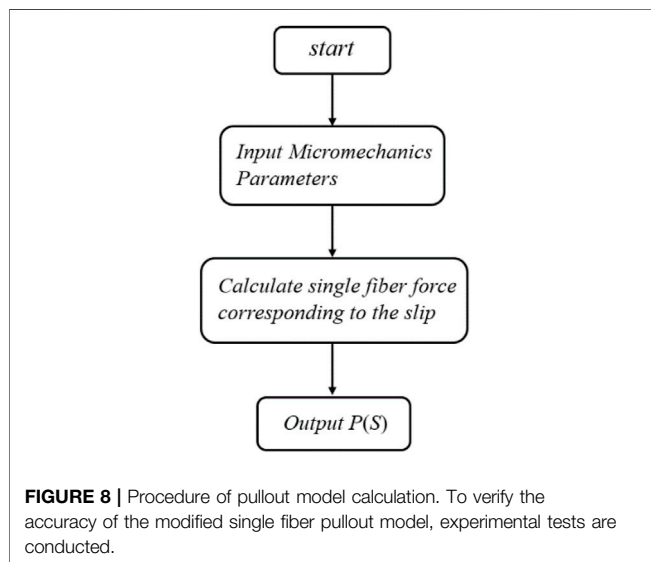 start
Input Micromechanics
Parameters
Calculate single fiber force
corresponding to the slip
Output P(S)
FIGURE 8 | Procedure of pullout model calculation. To verify the
accuracy of the modified single fiber pullout model, experimental tests are
conducted.